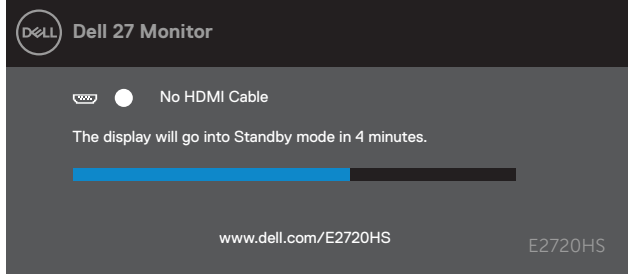 DELL Dell 27 Monitor
No HDMI Cable
The display will go into Standby mode in 4 minutes.
www.dell.com/E2720HS
E2720HS